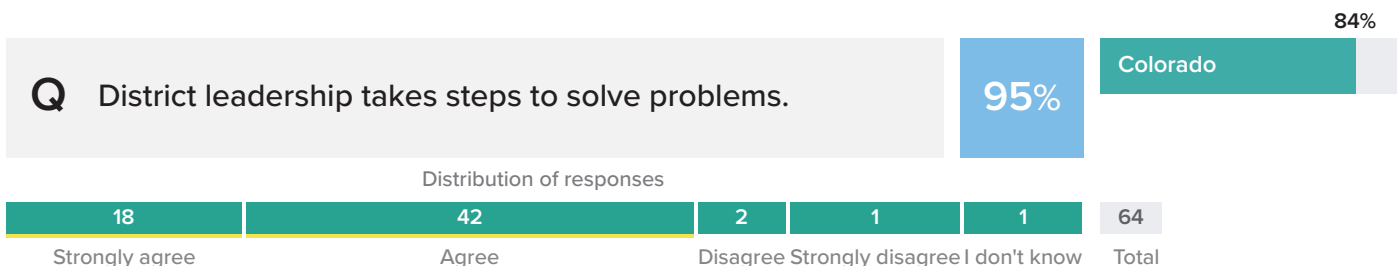 84%
Q District leadership takes steps to solve problems.
95%
Colorado
Distribution of responses
18 42 2 1 1 64
Strongly agree Agree Disagree Strongly disagree I don't know Total